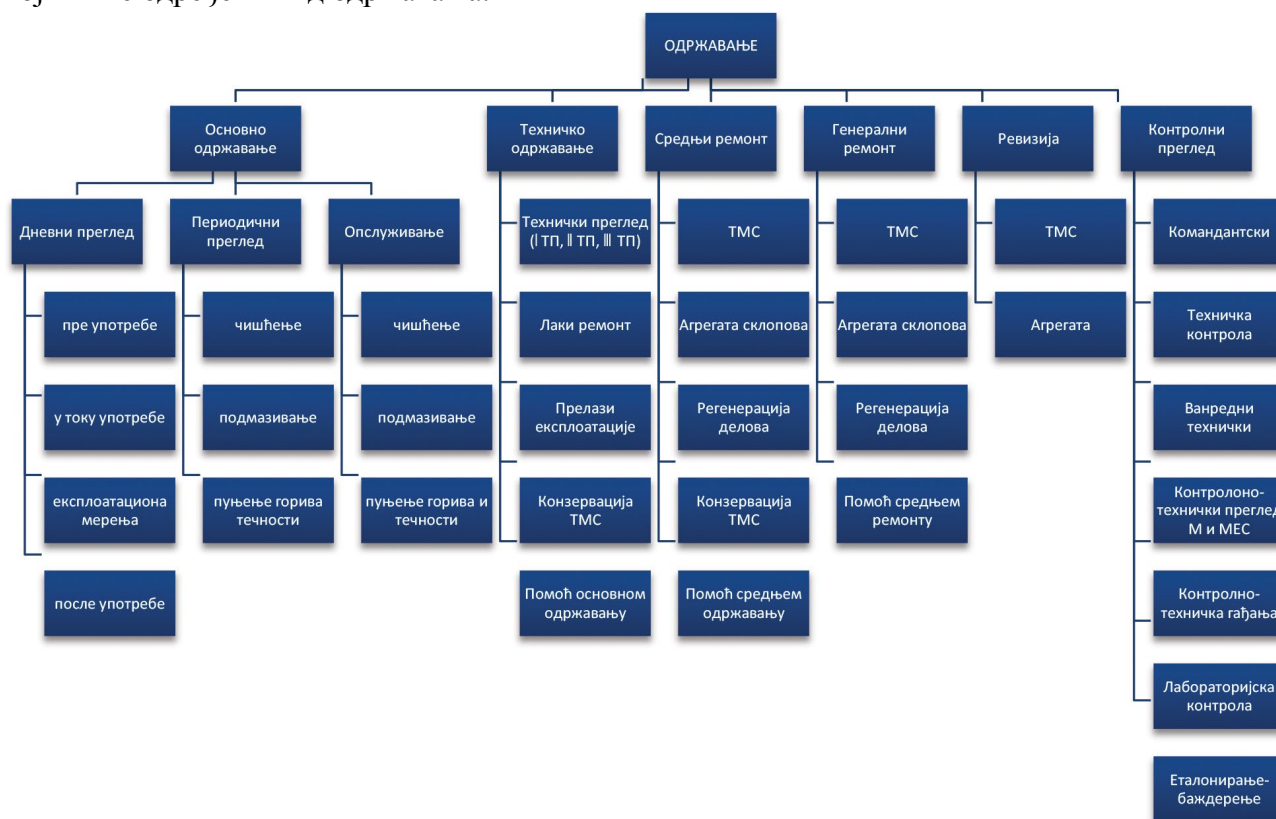 ОДРЖАВАЊЕ
Основно
одржавање
Техничко
одржавање
Средњи ремонт
Генерални
ремонт
Ревизија
Контролни
преглед
Дневни преглед
Периодични
преглед
Опслуживање
Технички преглед
(I ТП, II ТП, III ТП)
ТМС
ТМС
ТМС
Командантски
пре употребе
чишћење
чишћење
Лаки ремонт
Агрегата склопова
Агрегата склопова
Агрегата
Техничка
контрола
у току употребе
подмазивање
подмазивање
Прелази
експлоатације
Регенерација
делова
Регенерација
делова
Ванредни
технички
експлоатациона
мерења
пуњење горива
течности
пуњење горива и
течности
Конзервација
ТМС
Конзервација
ТМС
Помоћ средњем
ремонту
Контролоно-
технички преглед
М и МЕС
после употребе
Помоћ основном
одржавању
Помоћ средњем
одржавању
Контролно-
техничка гађања
Лабораторијска
контрола
Еталонирање-
баждерење